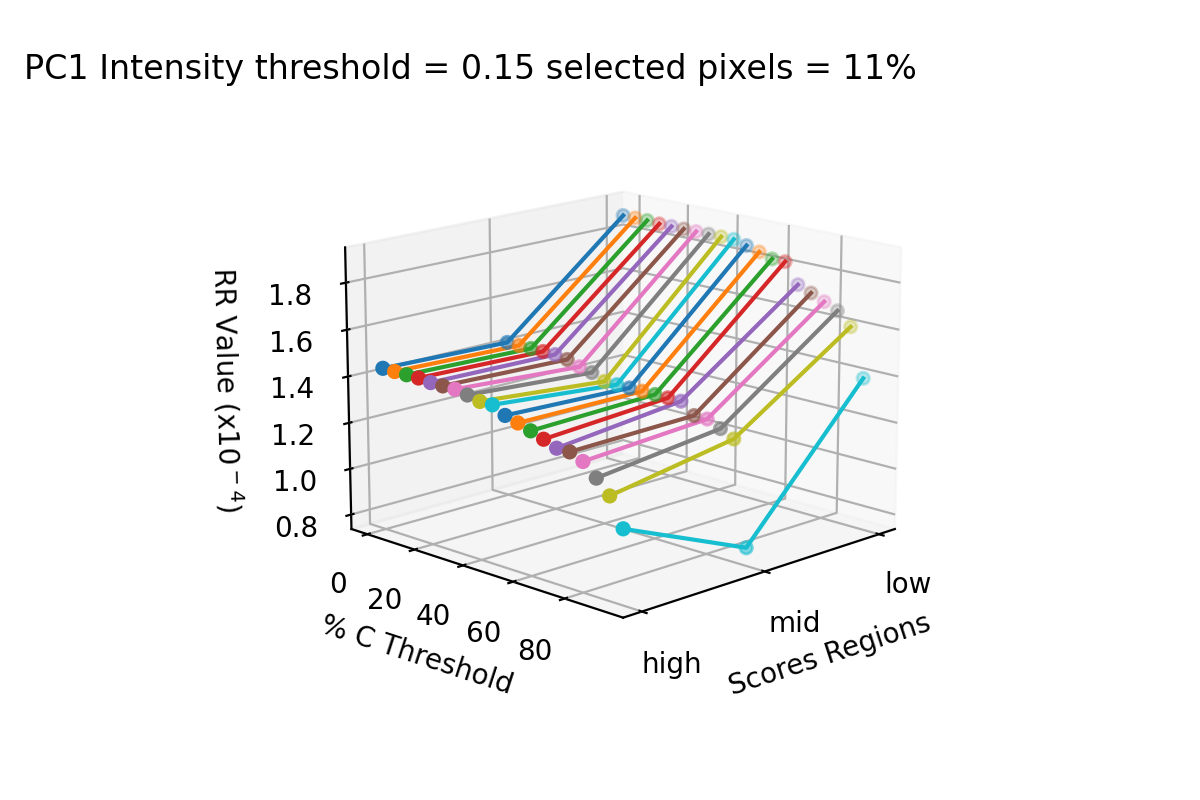 PC1 Intensity threshold = 0.15 selected pixels = 11%
RR Value (x10⁻⁴)
1.8
1.6
1.4
1.2
1.0
0.8
0
20
40
60
80
% C Threshold
high
mid
low
Scores Regions